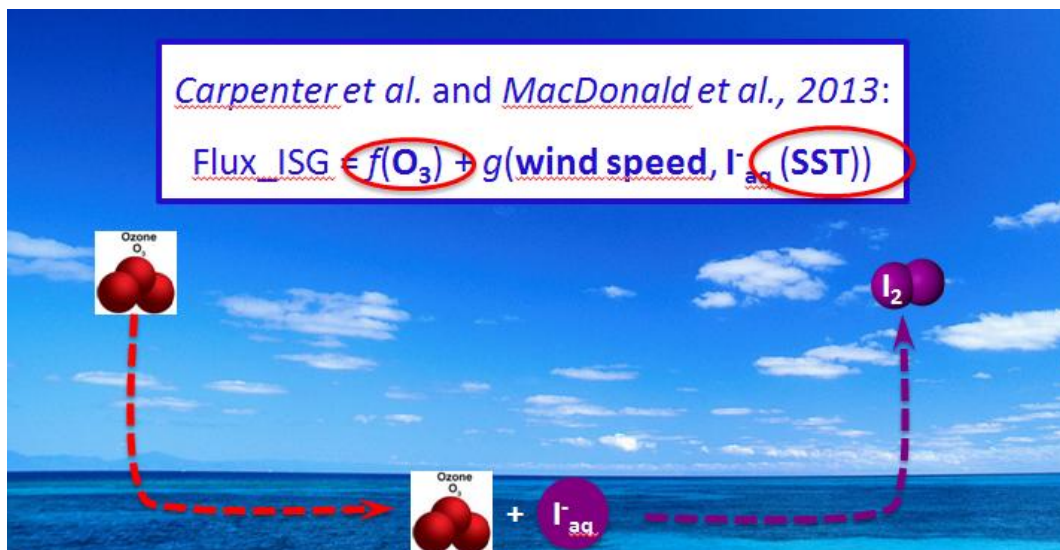 Carpenter et al. and MacDonald et al., 2013:
Flux_ISG = f(O₃) + g(wind speed, I⁻aq (SST))
Ozone
O₃
I₂
Ozone
O₃
+
I⁻aq